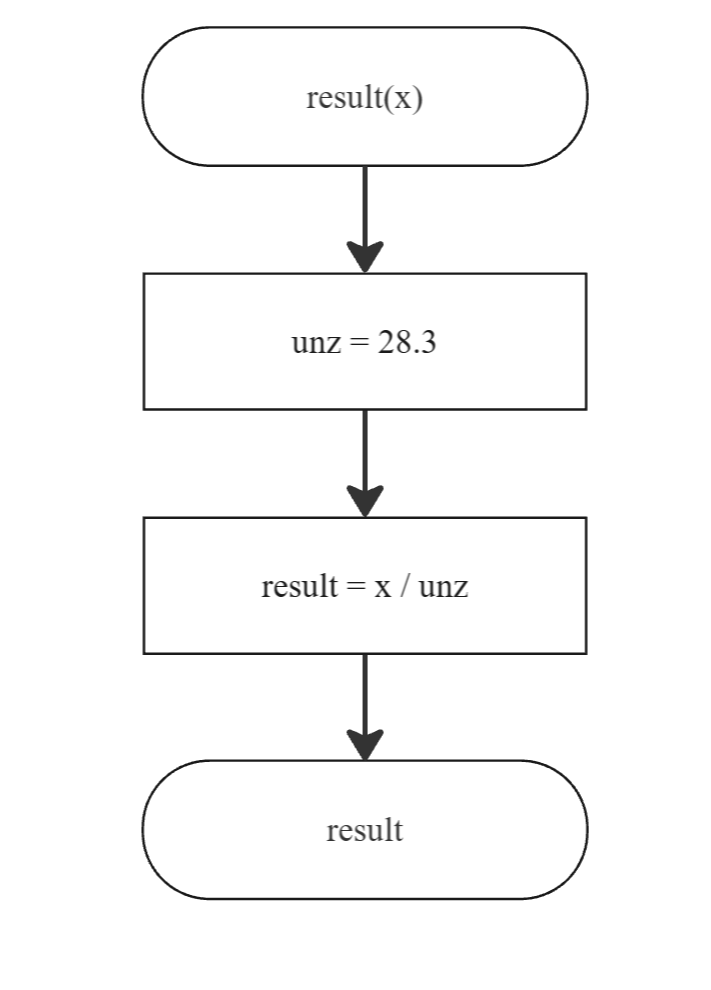 result(x)
unz = 28.3
result = x / unz
result